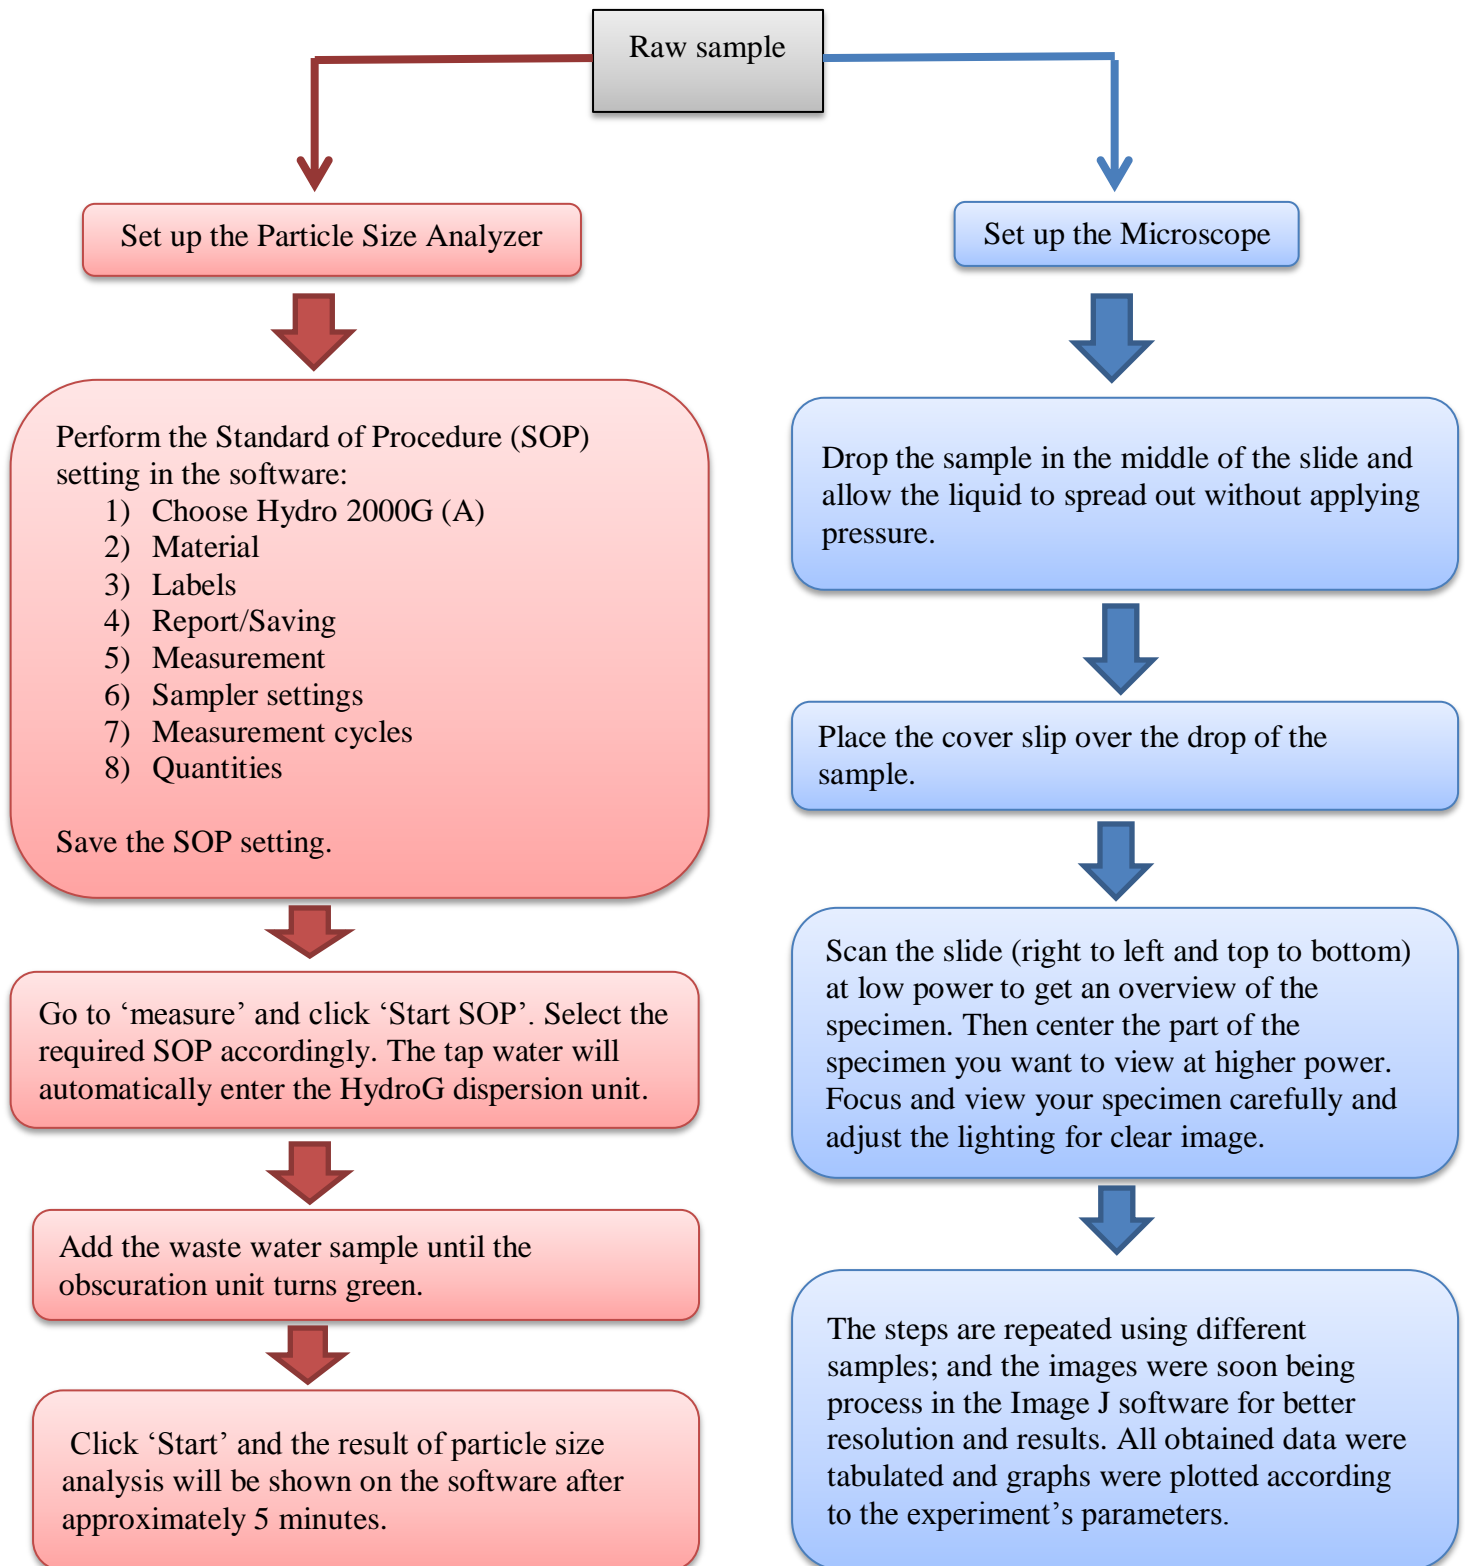 Raw sample
Set up the Particle Size Analyzer
Perform the Standard of Procedure (SOP)
setting in the software:
1) Choose Hydro 2000G (A)
2) Material
3) Labels
4) Report/Saving
5) Measurement
6) Sampler settings
7) Measurement cycles
8) Quantities
Save the SOP setting.
Go to ‘measure’ and click ‘Start SOP’. Select the
required SOP accordingly. The tap water will
automatically enter the HydroG dispersion unit.
Add the waste water sample until the
obscuration unit turns green.
Click ‘Start’ and the result of particle size
analysis will be shown on the software after
approximately 5 minutes.
Set up the Microscope
Drop the sample in the middle of the slide and
allow the liquid to spread out without applying
pressure.
Place the cover slip over the drop of the
sample.
Scan the slide (right to left and top to bottom)
at low power to get an overview of the
specimen. Then center the part of the
specimen you want to view at higher power.
Focus and view your specimen carefully and
adjust the lighting for clear image.
The steps are repeated using different
samples; and the images were soon being
process in the Image J software for better
resolution and results. All obtained data were
tabulated and graphs were plotted according
to the experiment’s parameters.